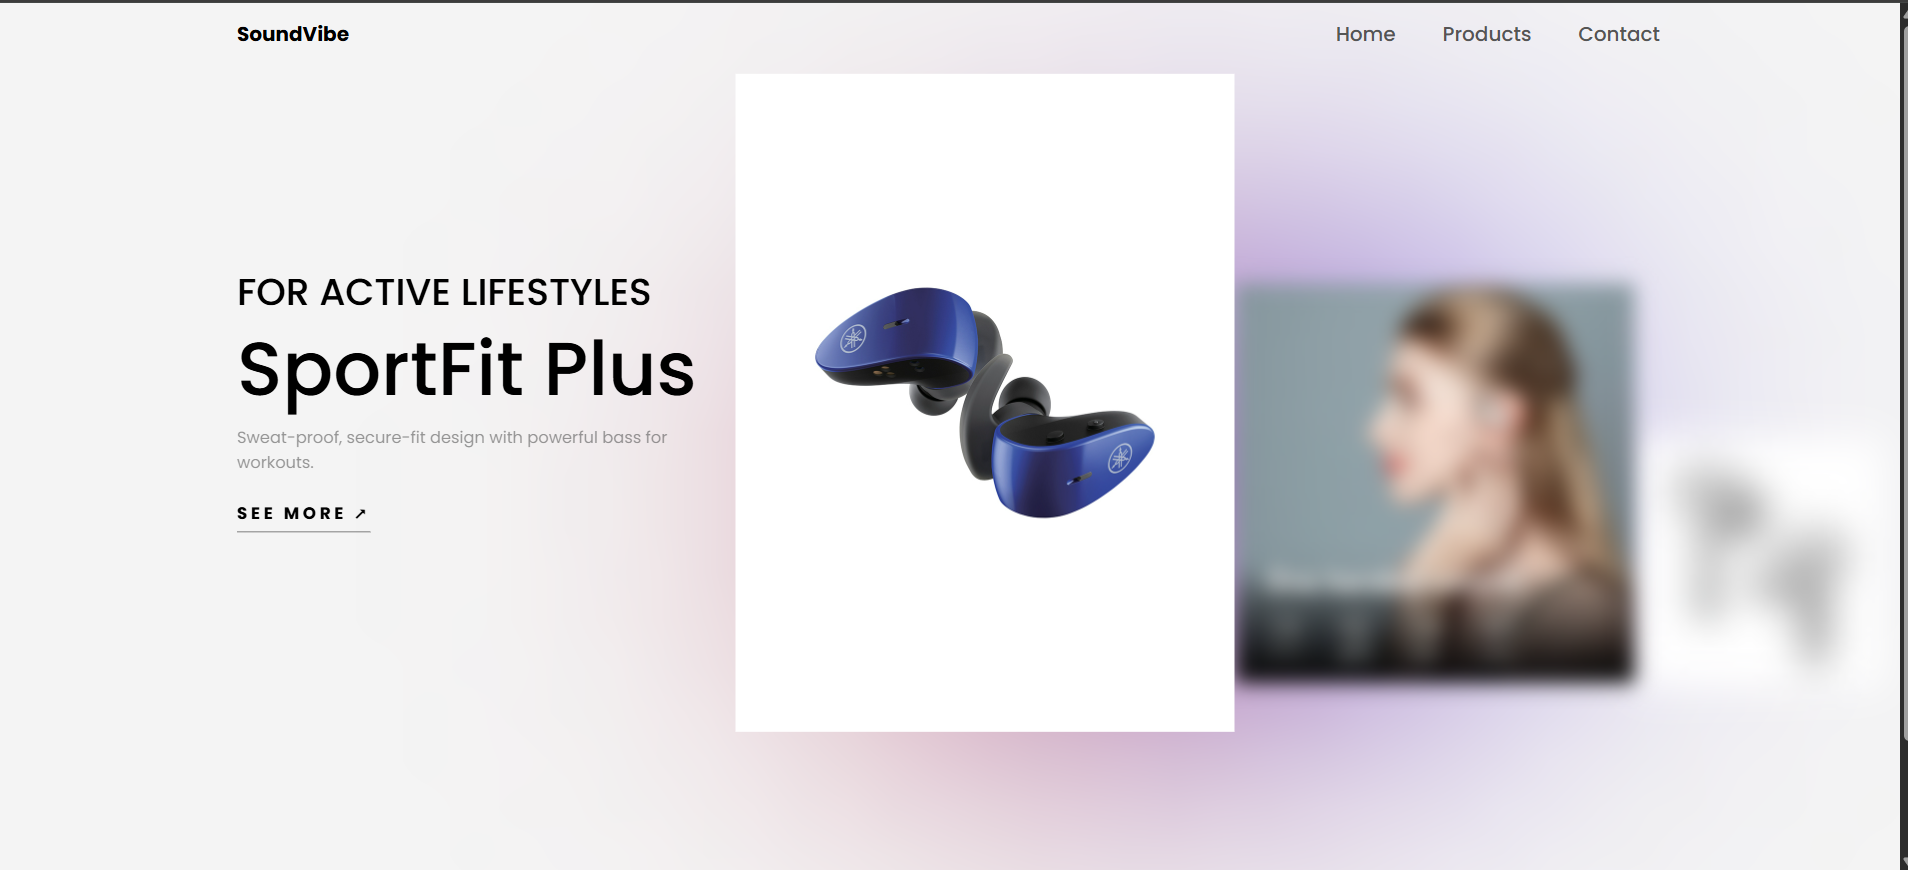 SoundVibe
Home Products Contact
FOR ACTIVE LIFESTYLES
SportFit Plus
Sweat-proof, secure-fit design with powerful bass for
workouts.
SEE MORE ↗